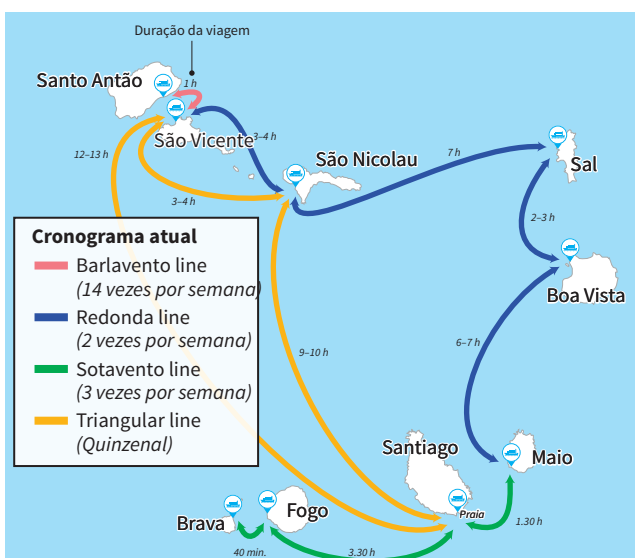 Duração da viagem
Santo Antão
1 h
São Vicente
3–4 h
12–13 h
São Nicolau
7 h
Sal
3–4 h
2–3 h
Cronograma atual
Barlavento line
(14 vezes por semana)
Redonda line
(2 vezes por semana)
Sotavento line
(3 vezes por semana)
Triangular line
(Quinzenal)
Boa Vista
9–10 h
6–7 h
Santiago
Maio
Praia
Fogo
Brava
1.30 h
40 min.
3.30 h